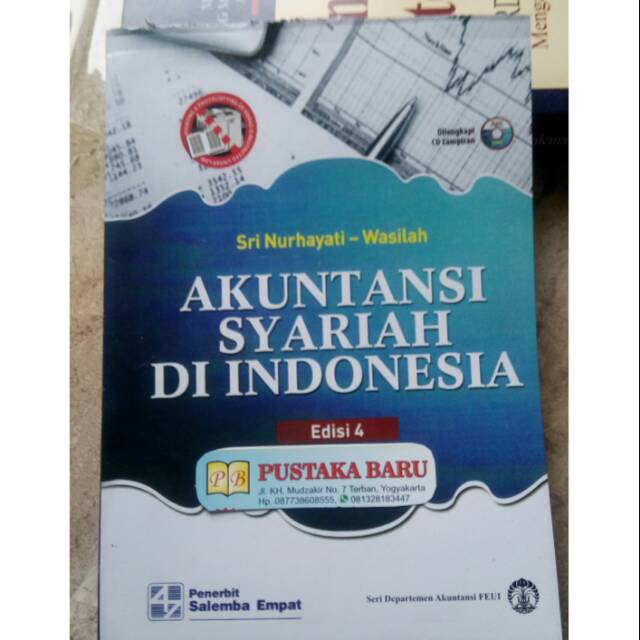 Dilengkapi
CD Lampiran
Sri Nurhayati – Wasilah
AKUNTANSI
SYARIAH
DI INDONESIA
Edisi 4
PB
PUSTAKA BARU
Jl. KH. Mudzakir No. 7 Terban, Yogyakarta
Hp. 087738608555, 081328183447
Penerbit
Salemba Empat
Seri Departemen Akuntansi FEUI